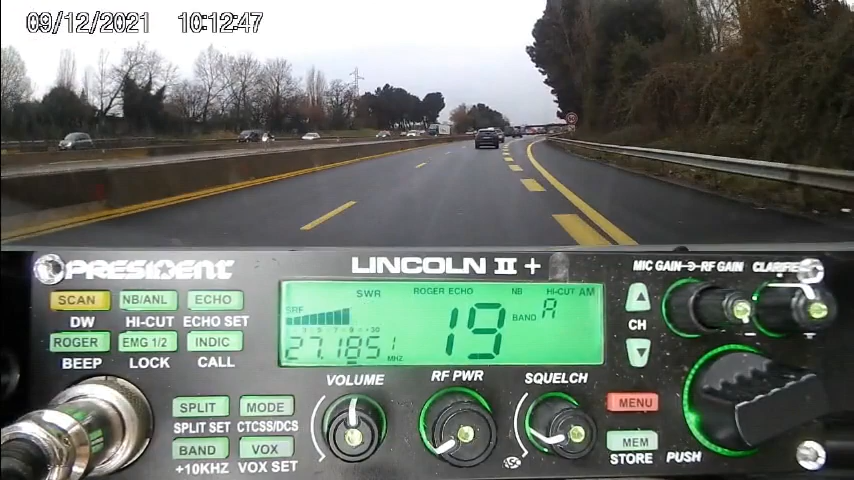 09/12/2021 10:12:47
PRESIDENT
LINCOLN II +
MIC GAIN RF GAIN CLARIFIER
SCAN NB/ANL ECHO
DW HI-CUT ECHO SET
ROGER EMG 1/2 INDIC
BEEP LOCK CALL
SWR ROGER ECHO NB HI-CUT AM
SRF
BAND A
19
27.1851 MHZ
CH
VOLUME RF PWR SQUELCH
SPLIT MODE
SPLIT SET CTCSS/DCS
BAND VOX
+10KHZ VOX SET
MENU
MEM
STORE PUSH